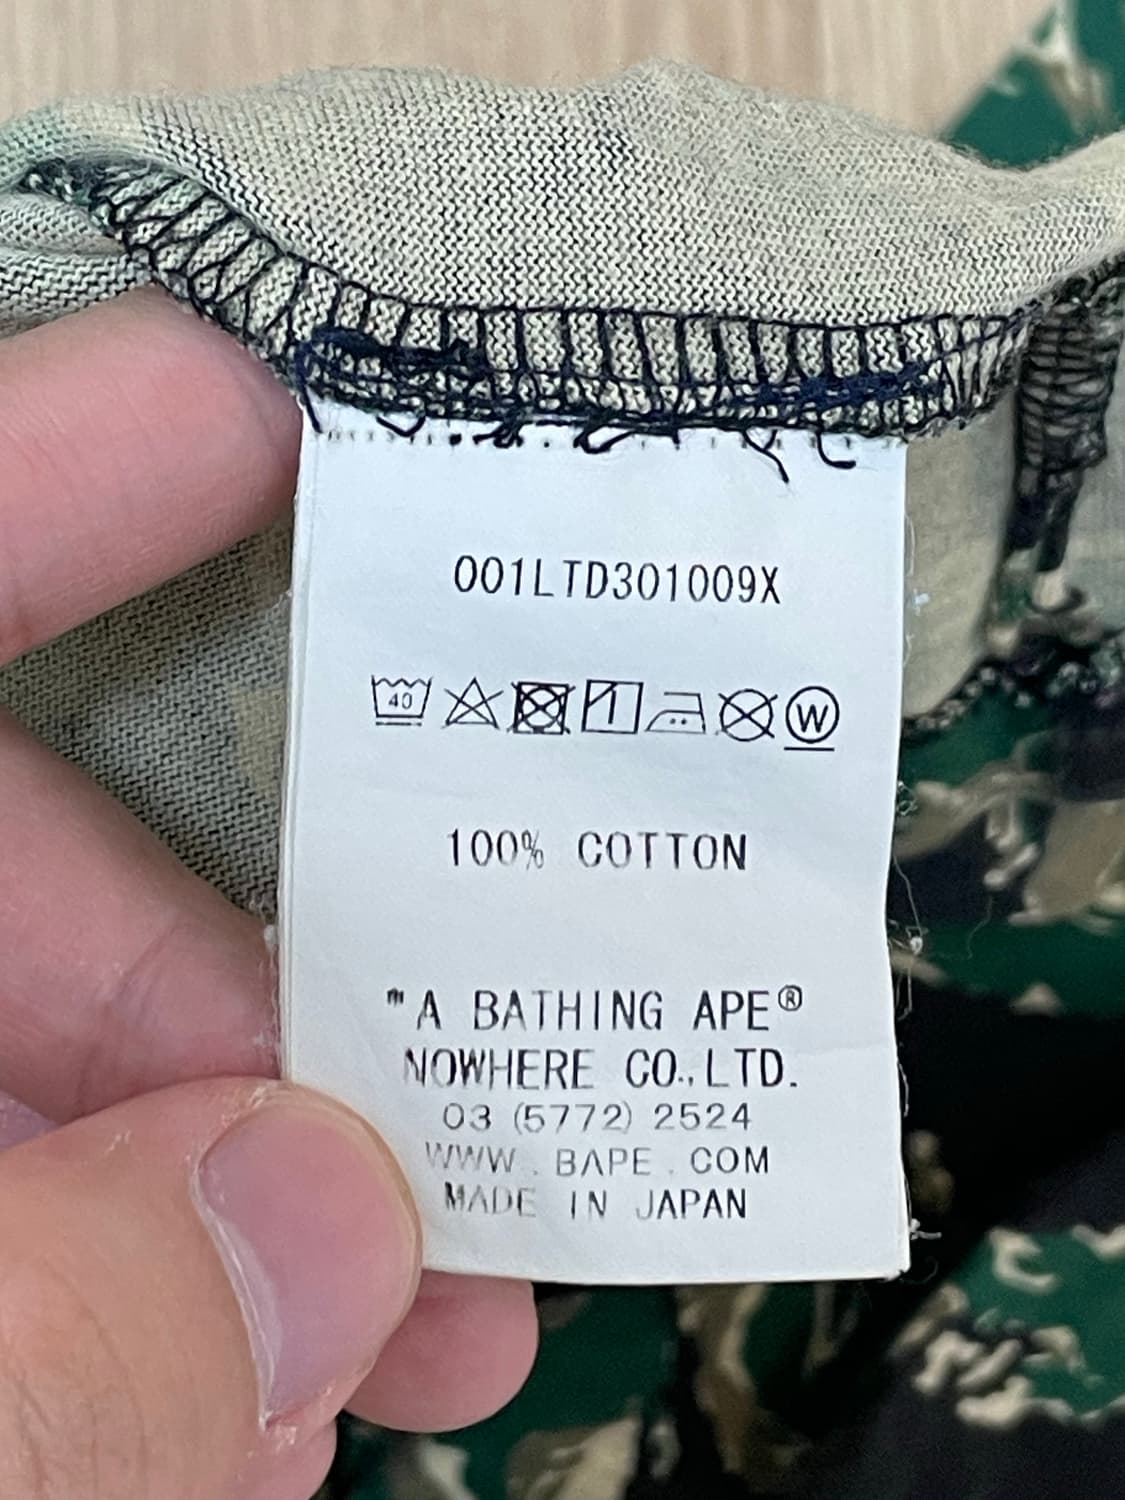 001LTD301009X
40 W
100% COTTON
"A BATHING APE®
NOWHERE CO.,LTD.
03 (5772) 2524
WWW.BAPE.COM
MADE IN JAPAN